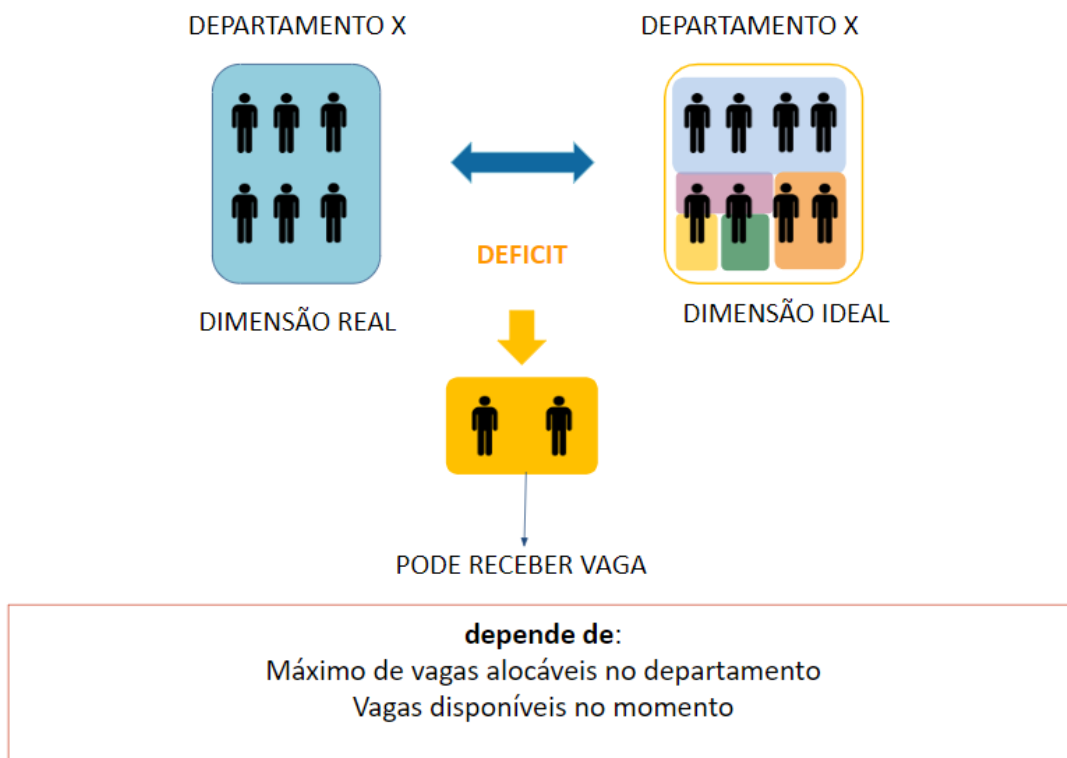 DEPARTAMENTO X
DEPARTAMENTO X
DEFICIT
DIMENSÃO REAL
DIMENSÃO IDEAL
PODE RECEBER VAGA
depende de:
Máximo de vagas alocáveis no departamento
Vagas disponíveis no momento